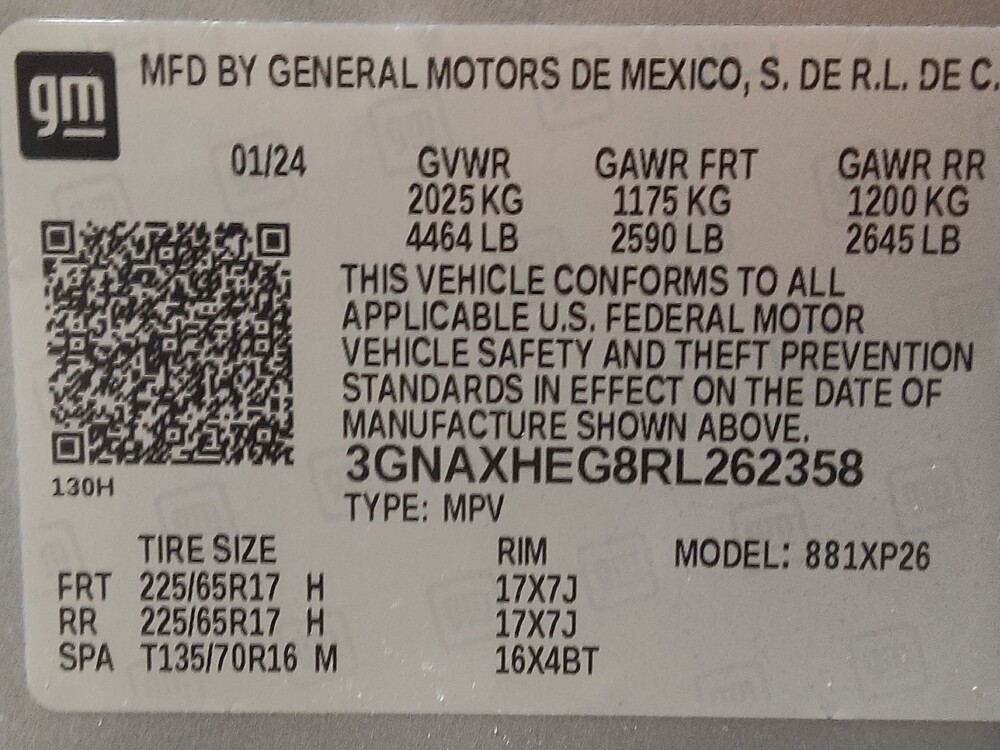 gm
MFD BY GENERAL MOTORS DE MEXICO, S. DE R.L. DE C.
01/24 GVWR GAWR FRT GAWR RR
2025 KG 1175 KG 1200 KG
4464 LB 2590 LB 2645 LB
THIS VEHICLE CONFORMS TO ALL
APPLICABLE U.S. FEDERAL MOTOR
VEHICLE SAFETY AND THEFT PREVENTION
STANDARDS IN EFFECT ON THE DATE OF
MANUFACTURE SHOWN ABOVE.
3GNAXHEG8RL262358
130H
TYPE: MPV
TIRE SIZE RIM MODEL: 881XP26
FRT 225/65R17 H 17X7J
RR 225/65R17 H 17X7J
SPA T135/70R16 M 16X4BT